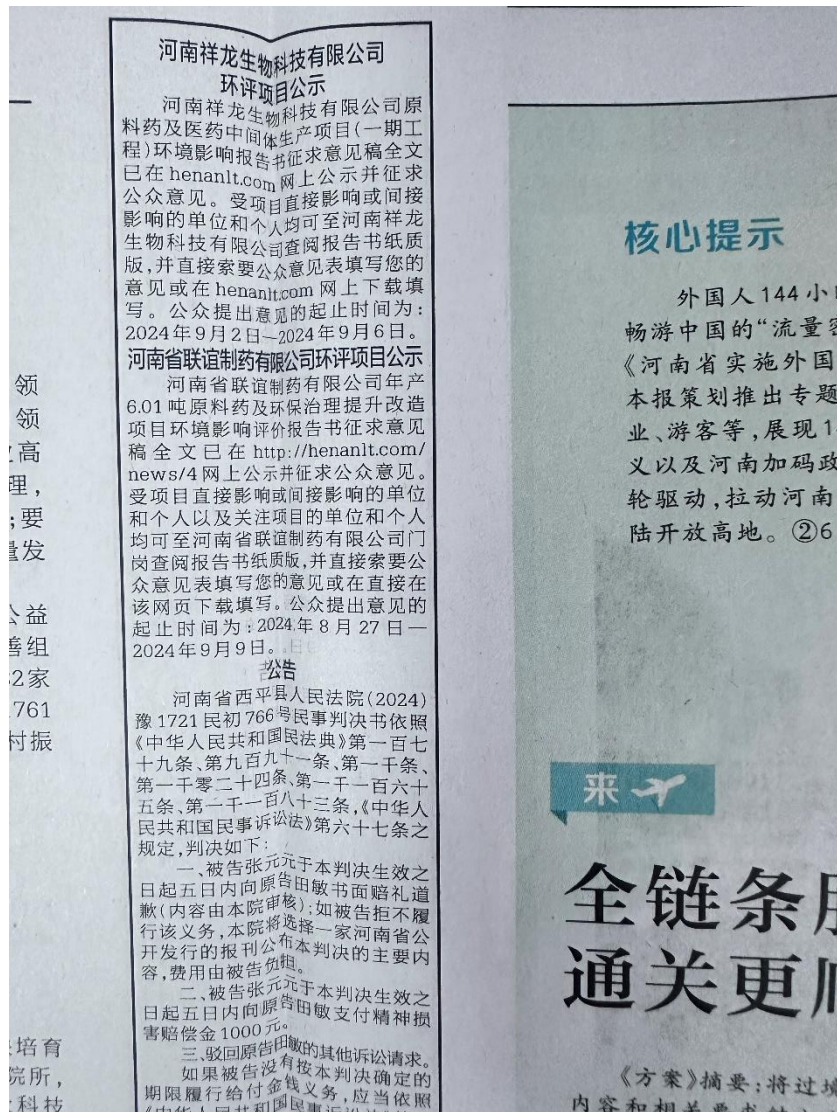 河南祥龙生物科技有限公司
环评项目公示
河南祥龙生物科技有限公司原
料药及医药中间体生产项目(一期工
程)环境影响报告书征求意见稿全文
已在henanlt.com网上公示并征求
公众意见。受项目直接影响或间接
影响的单位和个人均可至河南祥龙
生物科技有限公司查阅报告书纸质
版,并直接索要公众意见表填写您的
意见或在henanlt.com网上下载填
写。公众提出意见的起止时间为:
2024年9月2日—2024年9月6日。
河南省联谊制药有限公司环评项目公示
河南省联谊制药有限公司年产
6.01吨原料药及环保治理提升改造
项目环境影响评价报告书征求意见
稿全文已在http://henanlt.com/
news/4网上公示并征求公众意见。
受项目直接影响或间接影响的单位
和个人以及关注项目的单位和个人
均可至河南省联谊制药有限公司门
岗查阅报告书纸质版,并直接索要公
众意见表填写您的意见或在直接在
该网页下载填写。公众提出意见的
起止时间为:2024年8月27日—
2024年9月9日。
公告
河南省西平县人民法院(2024)
豫1721民初766号民事判决书依照
《中华人民共和国民法典》第一百七
十九条、第九百九十一条、第一千条、
第一千零二十四条、第一千一百六十
五条、第一千一百八十三条,《中华人
民共和国民事诉讼法》第六十七条之
规定,判决如下:
一、被告张元元于本判决生效之
日起五日内向原告田敏书面赔礼道
歉(内容由本院审核);如被告拒不履
行该义务,本院将选择一家河南省公
开发行的报刊公布本判决的主要内
容,费用由被告负担。
二、被告张元元于本判决生效之
日起五日内向原告田敏支付精神损
害赔偿金1000元。
三、驳回原告田敏的其他诉讼请求。
如果被告没有按本判决确定的
期限履行给付金钱义务,应当依照
领
领
高
理,
;要
量发
公益
善组
2家
761
村振
培育
院所,
科技
核心提示
外国人144小
畅游中国的“流量
《河南省实施外国
本报策划推出专题
业、游客等,展现1
义以及河南加码政
轮驱动,拉动河南
陆开放高地。②6
来
全链条
通关更
《方案》摘要:将过境
内容和相关要求